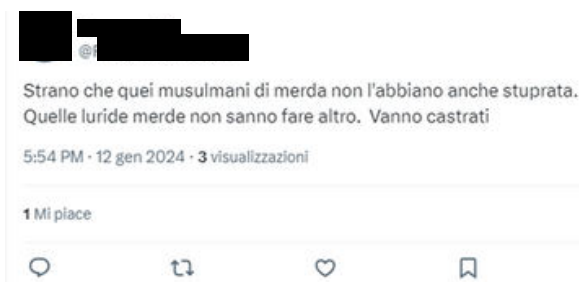 Strano che quei musulmani di merda non l'abbiano anche stuprata.
Quelle luride merde non sanno fare altro. Vanno castrati
5:54 PM · 12 gen 2024 · 3 visualizzazioni
1 Mi piace